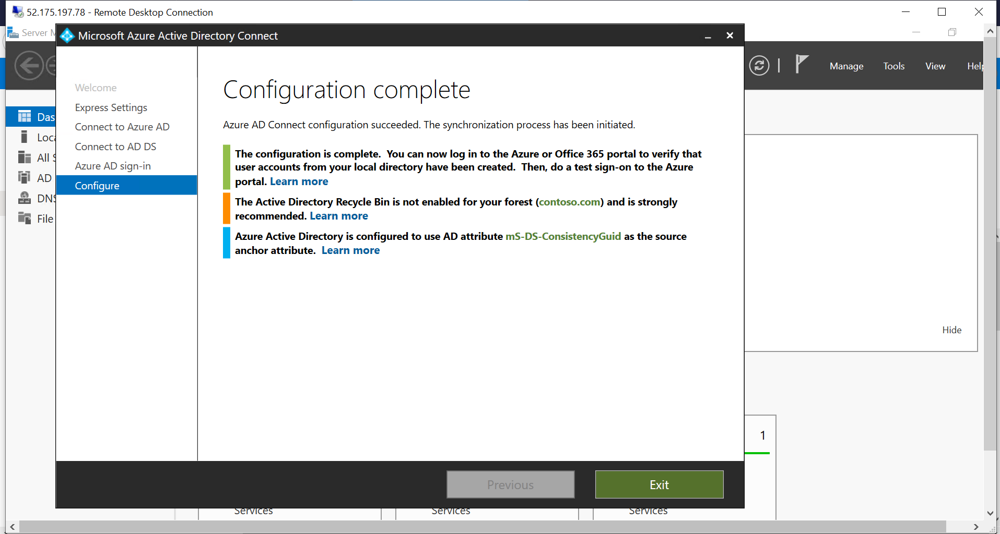 52.175.197.78 - Remote Desktop Connection
Server M
Microsoft Azure Active Directory Connect
Manage
Tools
View
Help
Das
Loca
All S
AD
DNS
File
Welcome
Express Settings
Connect to Azure AD
Connect to AD DS
Azure AD sign-in
Configure
Configuration complete
Azure AD Connect configuration succeeded. The synchronization process has been initiated.
The configuration is complete.  You can now log in to the Azure or Office 365 portal to verify that
user accounts from your local directory have been created.  Then, do a test sign-on to the Azure
portal. Learn more
The Active Directory Recycle Bin is not enabled for your forest (contoso.com) and is strongly
recommended. Learn more
Azure Active Directory is configured to use AD attribute mS-DS-ConsistencyGuid as the source
anchor attribute.  Learn more
Hide
1
Previous
Exit
Services
Services
Services